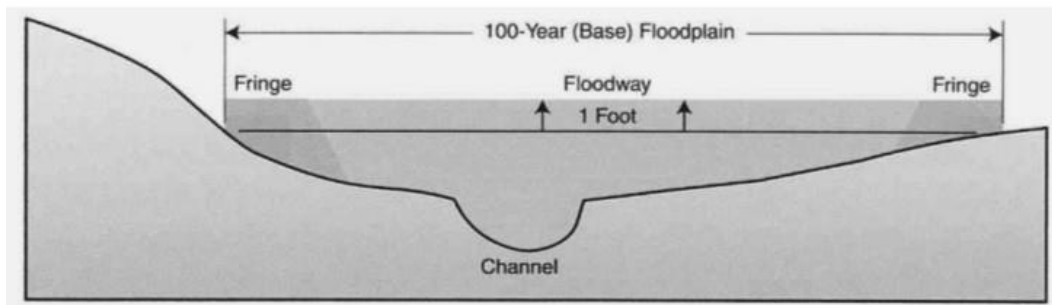 100-Year (Base) Floodplain
Fringe
Floodway
Fringe
1 Foot
Channel